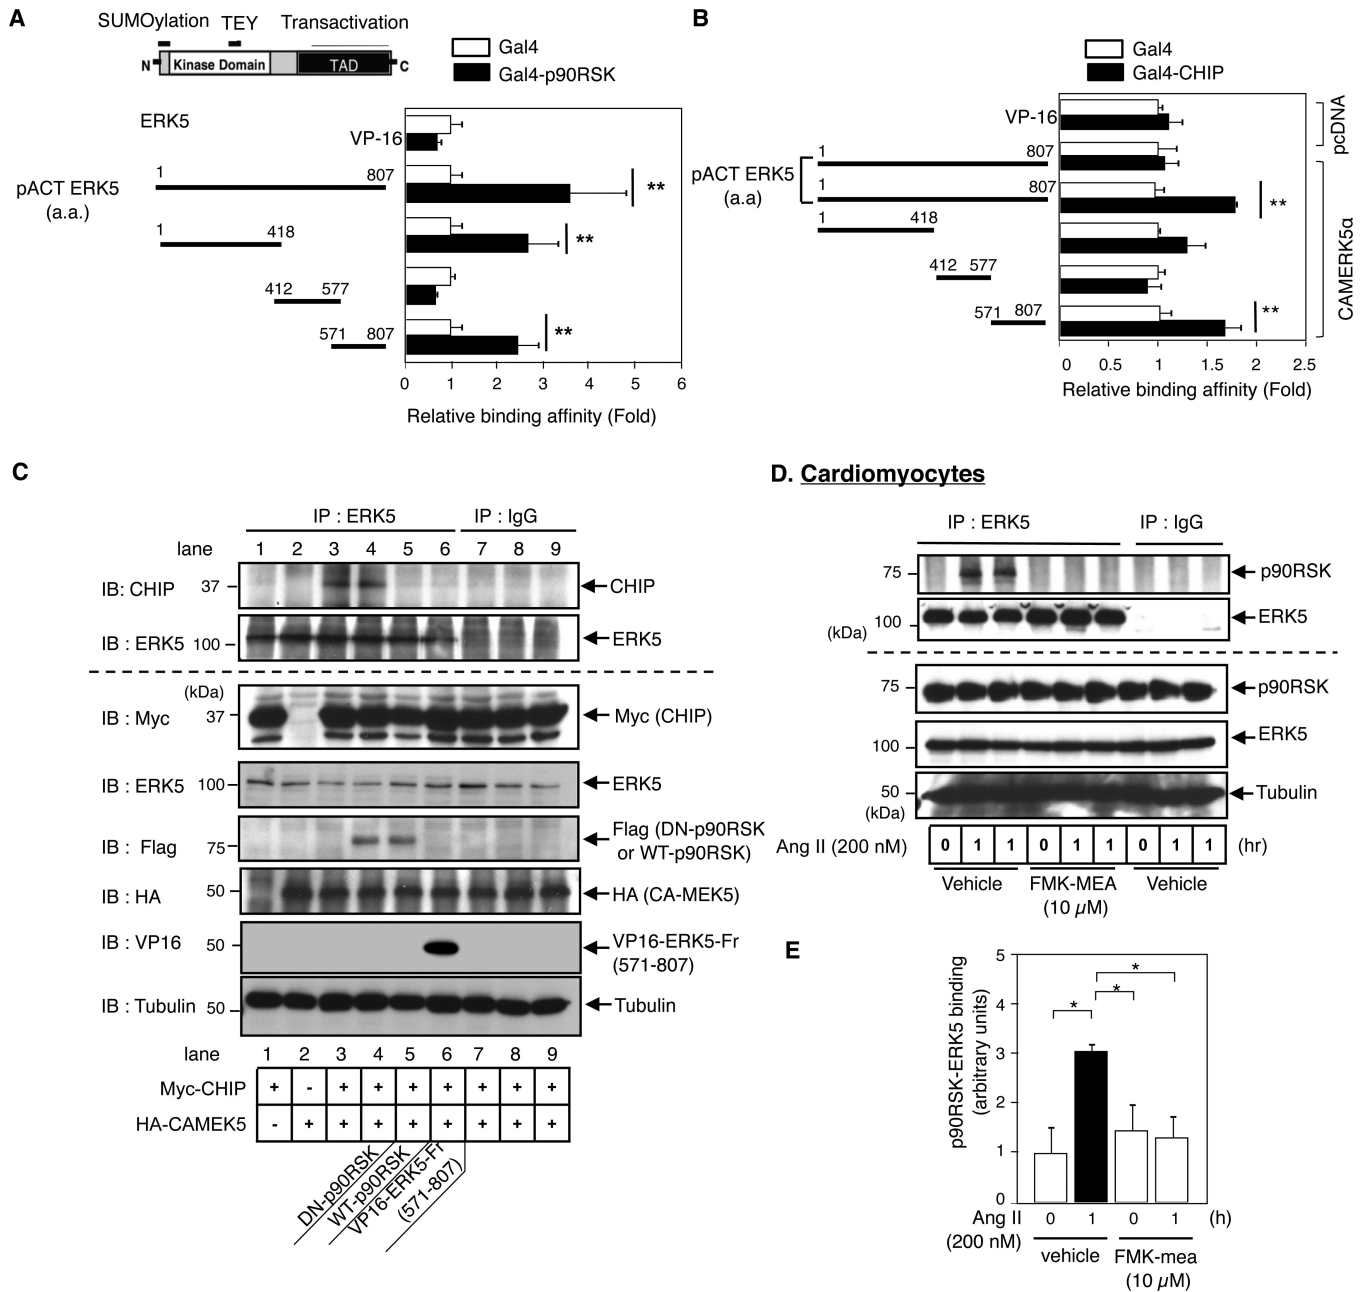 A
SUMOylation TEY Transactivation
N Kinase Domain TAD C
Gal4
Gal4-p90RSK
ERK5
VP-16
pACT ERK5
(a.a.)
1 807
1 418
412 577
571 807
**
**
**
0 1 2 3 4 5 6
Relative binding affinity (Fold)
B
Gal4
Gal4-CHIP
VP-16
pACT ERK5
(a.a)
1 807
1 807
1 418
412 577
571 807
**
**
pcDNA
CAMERK5α
0 0.5 1 1.5 2 2.5
Relative binding affinity (Fold)
C
IP : ERK5 IP : IgG
lane 1 2 3 4 5 6 7 8 9
IB: CHIP 37 CHIP
IB : ERK5 100 ERK5
(kDa)
IB : Myc 37 Myc (CHIP)
IB : ERK5 100 ERK5
IB : Flag 75 Flag (DN-p90RSK
or WT-p90RSK)
IB : HA 50 HA (CA-MEK5)
IB : VP16 50 VP16-ERK5-Fr
(571-807)
IB : Tubulin 50 Tubulin
lane 1 2 3 4 5 6 7 8 9
Myc-CHIP + - + + + + + + +
HA-CAMEK5 - + + + + + + + +
DN-p90RSK
WT-p90RSK
VP16-ERK5-Fr
(571-807)
D. Cardiomyocytes
IP : ERK5 IP : IgG
75 p90RSK
100 ERK5
(kDa)
75 p90RSK
100 ERK5
50 Tubulin
(kDa)
Ang II (200 nM) 0 1 1 0 1 1 0 1 1 (hr)
Vehicle FMK-MEA Vehicle
(10 µM)
E
p90RSK-ERK5 binding
(arbitrary units)
5
4
3
2
1
0
*
*
*
Ang II 0 1 0 1 (h)
(200 nM)
vehicle FMK-mea
(10 µM)